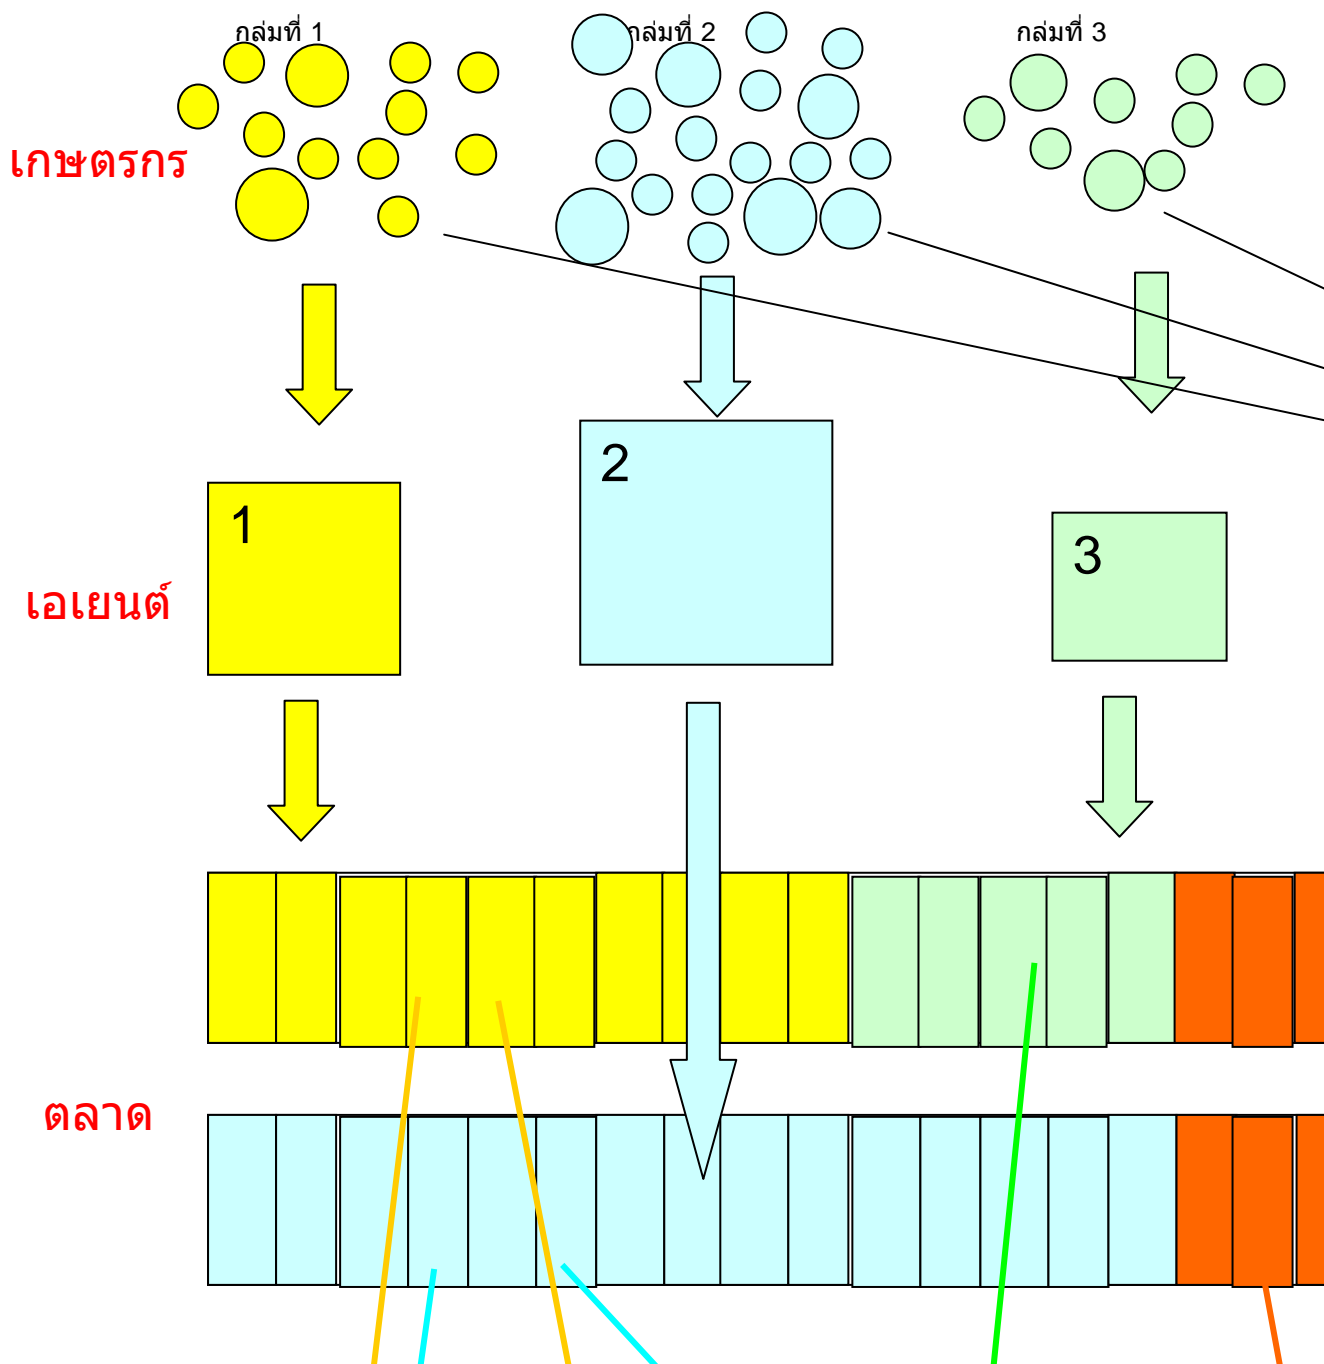 กลุ่มที่ 1
กลุ่มที่ 2
กลุ่มที่ 3
เกษตรกร
1
2
3
เอเยนต์
ตลาด